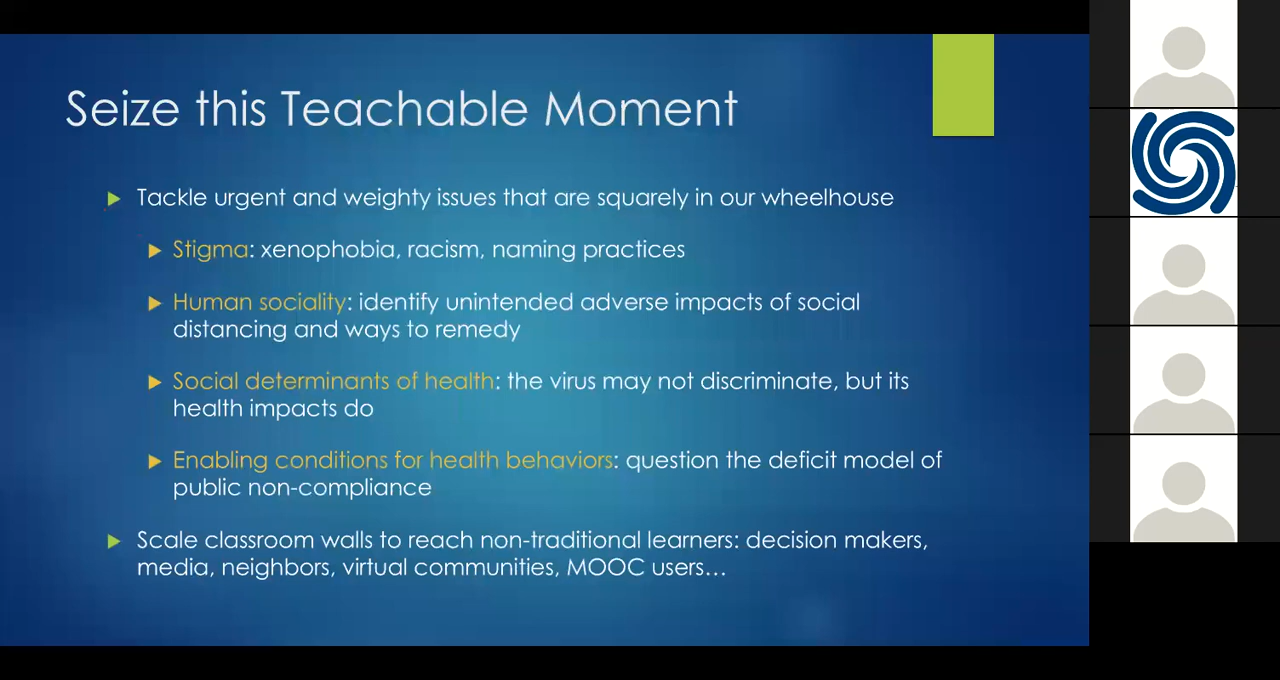 Seize this Teachable Moment
Tackle urgent and weighty issues that are squarely in our wheelhouse
Stigma: xenophobia, racism, naming practices
Human sociality: identify unintended adverse impacts of social
distancing and ways to remedy
Social determinants of health: the virus may not discriminate, but its
health impacts do
Enabling conditions for health behaviors: question the deficit model of
public non-compliance
Scale classroom walls to reach non-traditional learners: decision makers,
media, neighbors, virtual communities, MOOC users…